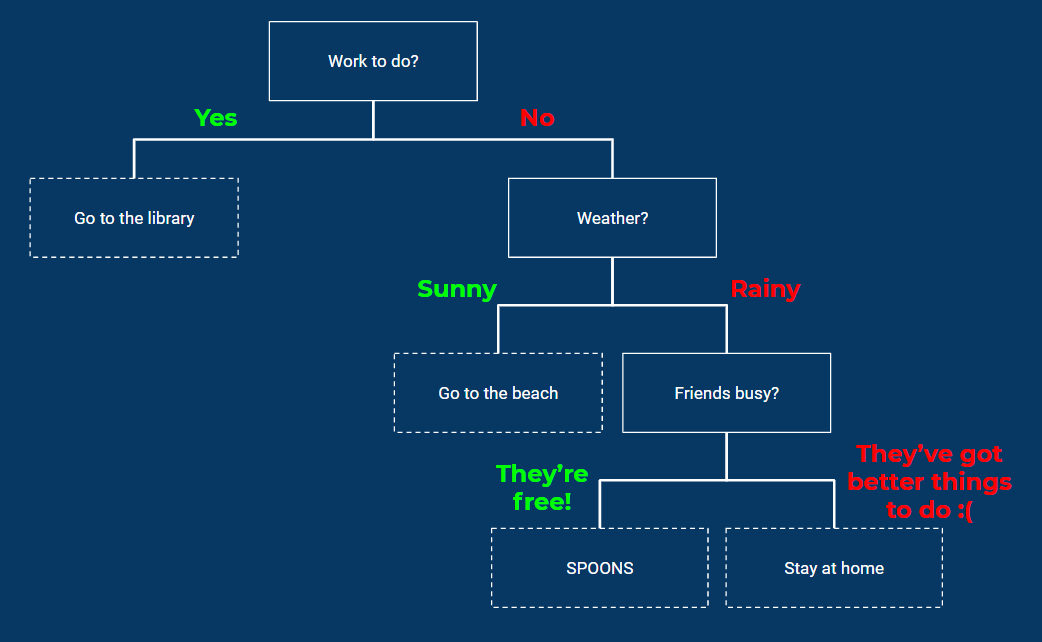 Work to do?
Yes
No
Go to the library
Weather?
Sunny
Rainy
Go to the beach
Friends busy?
They’re
free!
They’ve got
better things
to do :(
SPOONS
Stay at home